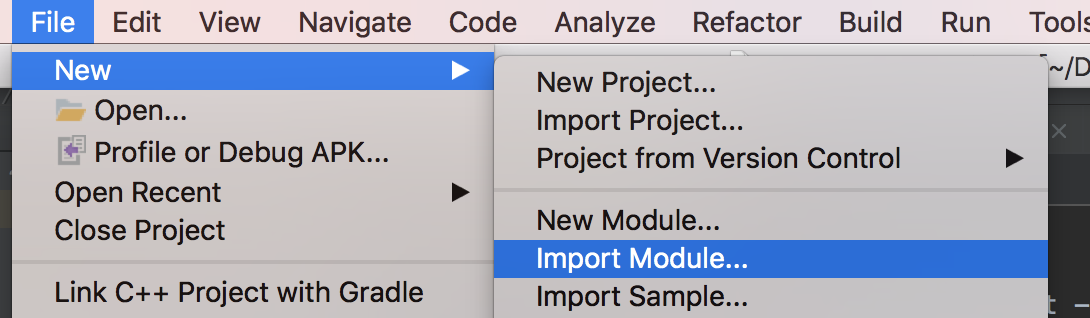 File Edit View Navigate Code Analyze Refactor Build Run Tools
New
Open...
Profile or Debug APK...
Open Recent
Close Project
Link C++ Project with Gradle
New Project...
Import Project...
Project from Version Control
New Module...
Import Module...
Import Sample...
[~/D